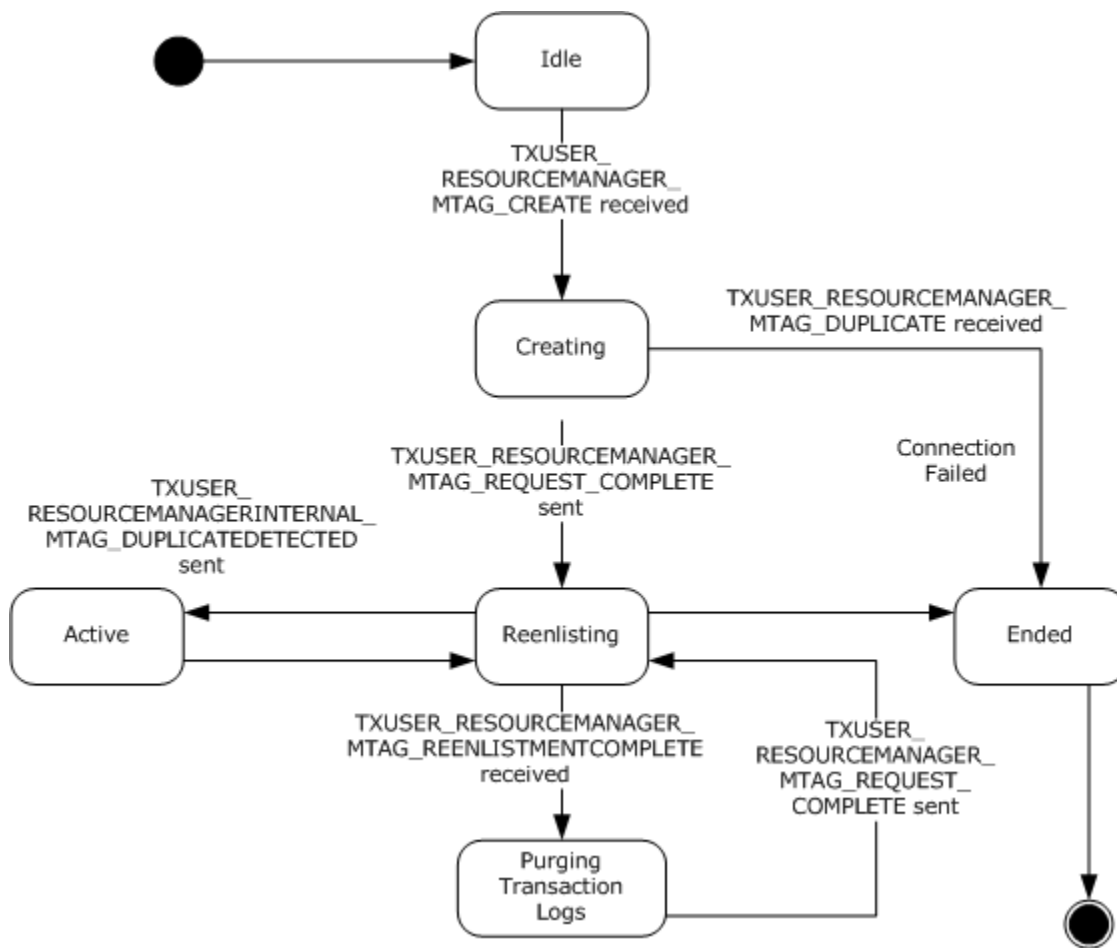 Idle
TXUSER_
RESOURCEMANAGER_
MTAG_CREATE received
TXUSER_RESOURCEMANAGER_
MTAG_DUPLICATE received
Creating
TXUSER_RESOURCEMANAGER_
MTAG_REQUEST_COMPLETE
sent
Connection
Failed
TXUSER_
RESOURCEMANAGERINTERNAL_
MTAG_DUPLICATEDETECTED
sent
Active
Reenlisting
Ended
TXUSER_RESOURCEMANAGER_
MTAG_REENLISTMENTCOMPLETE
received
TXUSER_
RESOURCEMANAGER_
MTAG_REQUEST_
COMPLETE sent
Purging
Transaction
Logs